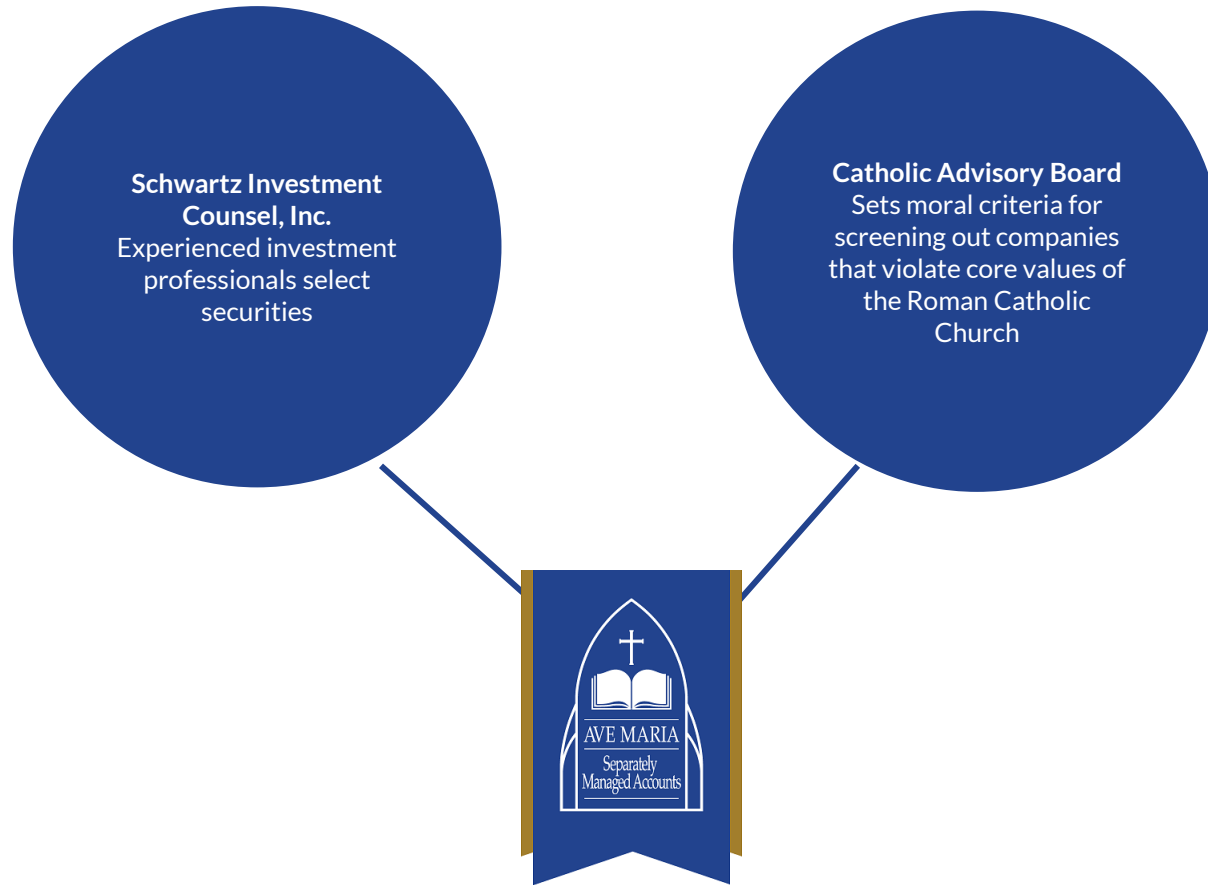 Schwartz Investment
Counsel, Inc.
Experienced investment
professionals select
securities
Catholic Advisory Board
Sets moral criteria for
screening out companies
that violate core values of
the Roman Catholic
Church
AVE MARIA
Separately
Managed Accounts